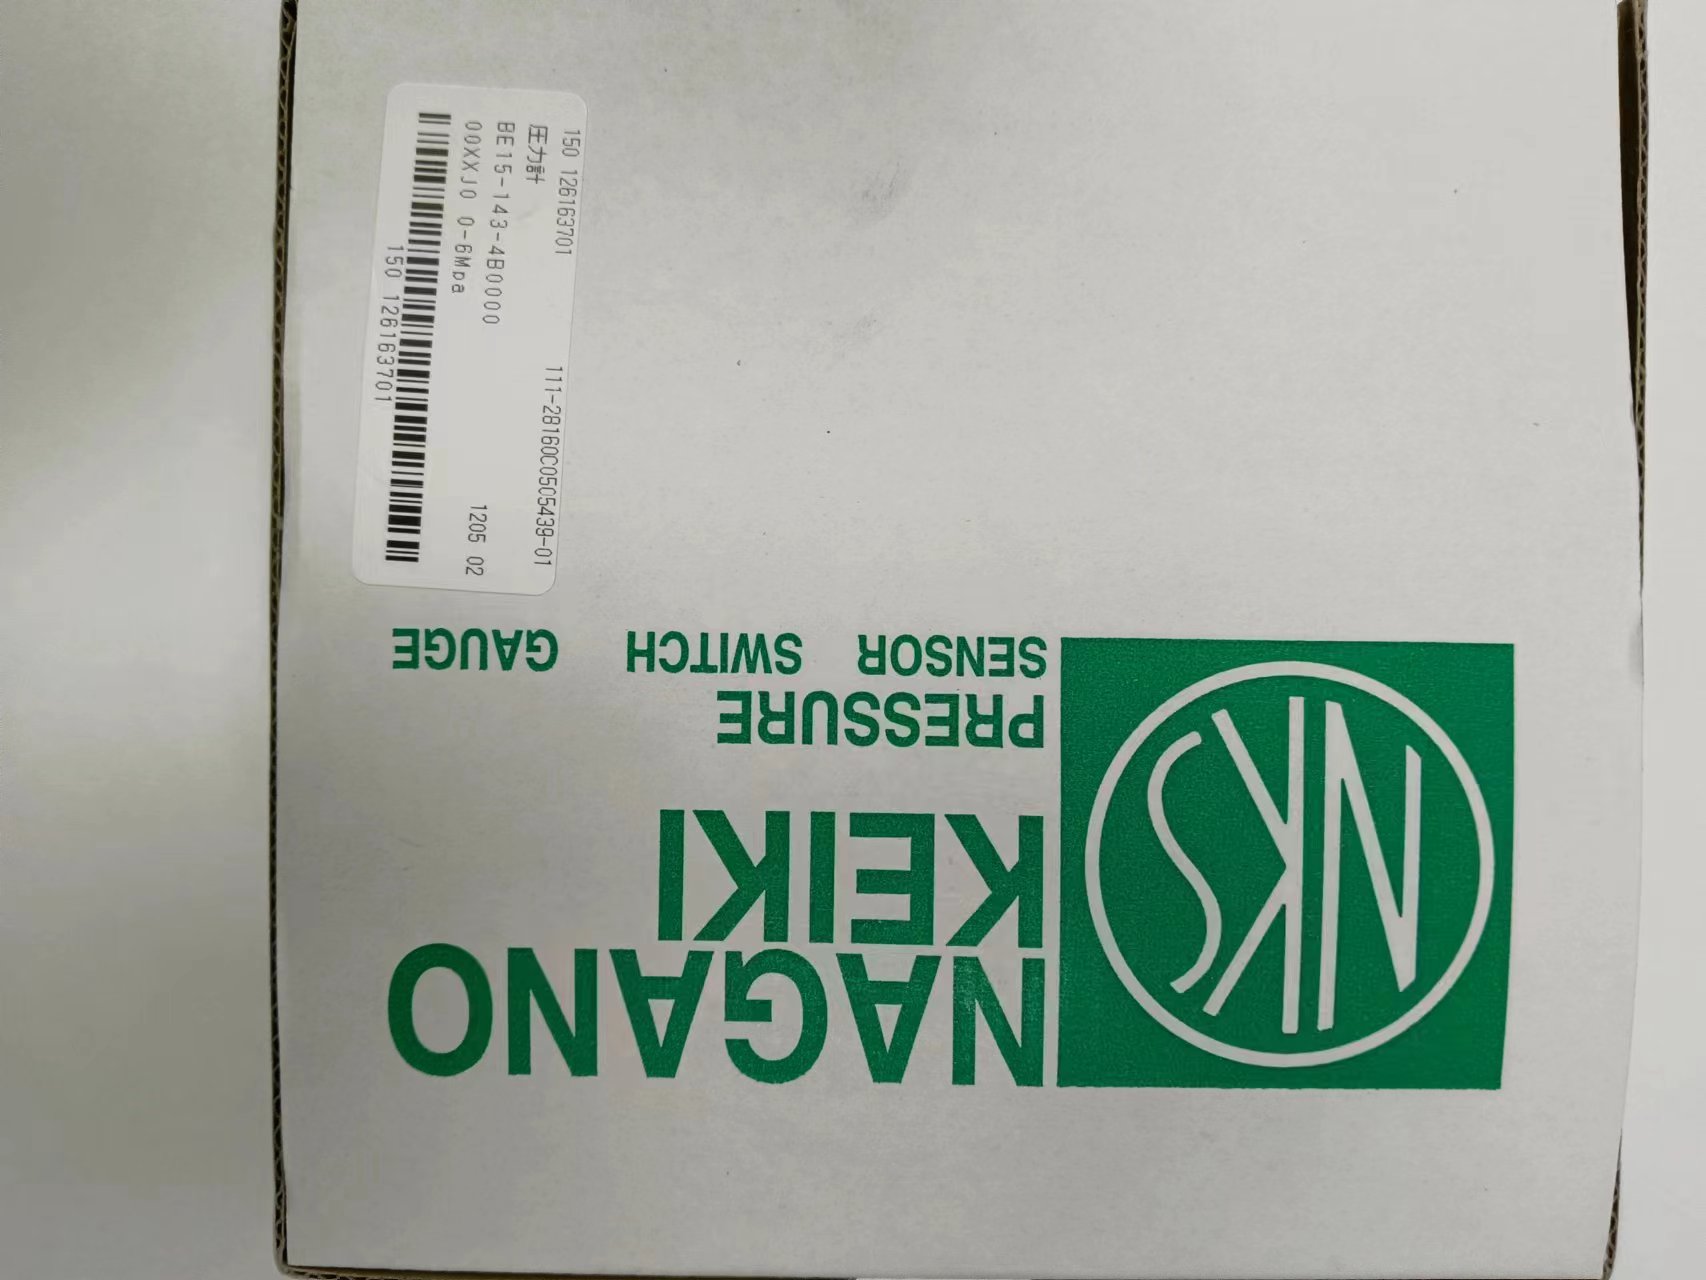 150 126163701 111-28160C0505439-01
圧力計
BE15-143-4B0000
00XXJ0 0-6Mpa 1205 02
150 126163701
NKS
NAGANO
KEIKI
PRESSURE
SENSOR SWITCH GAUGE